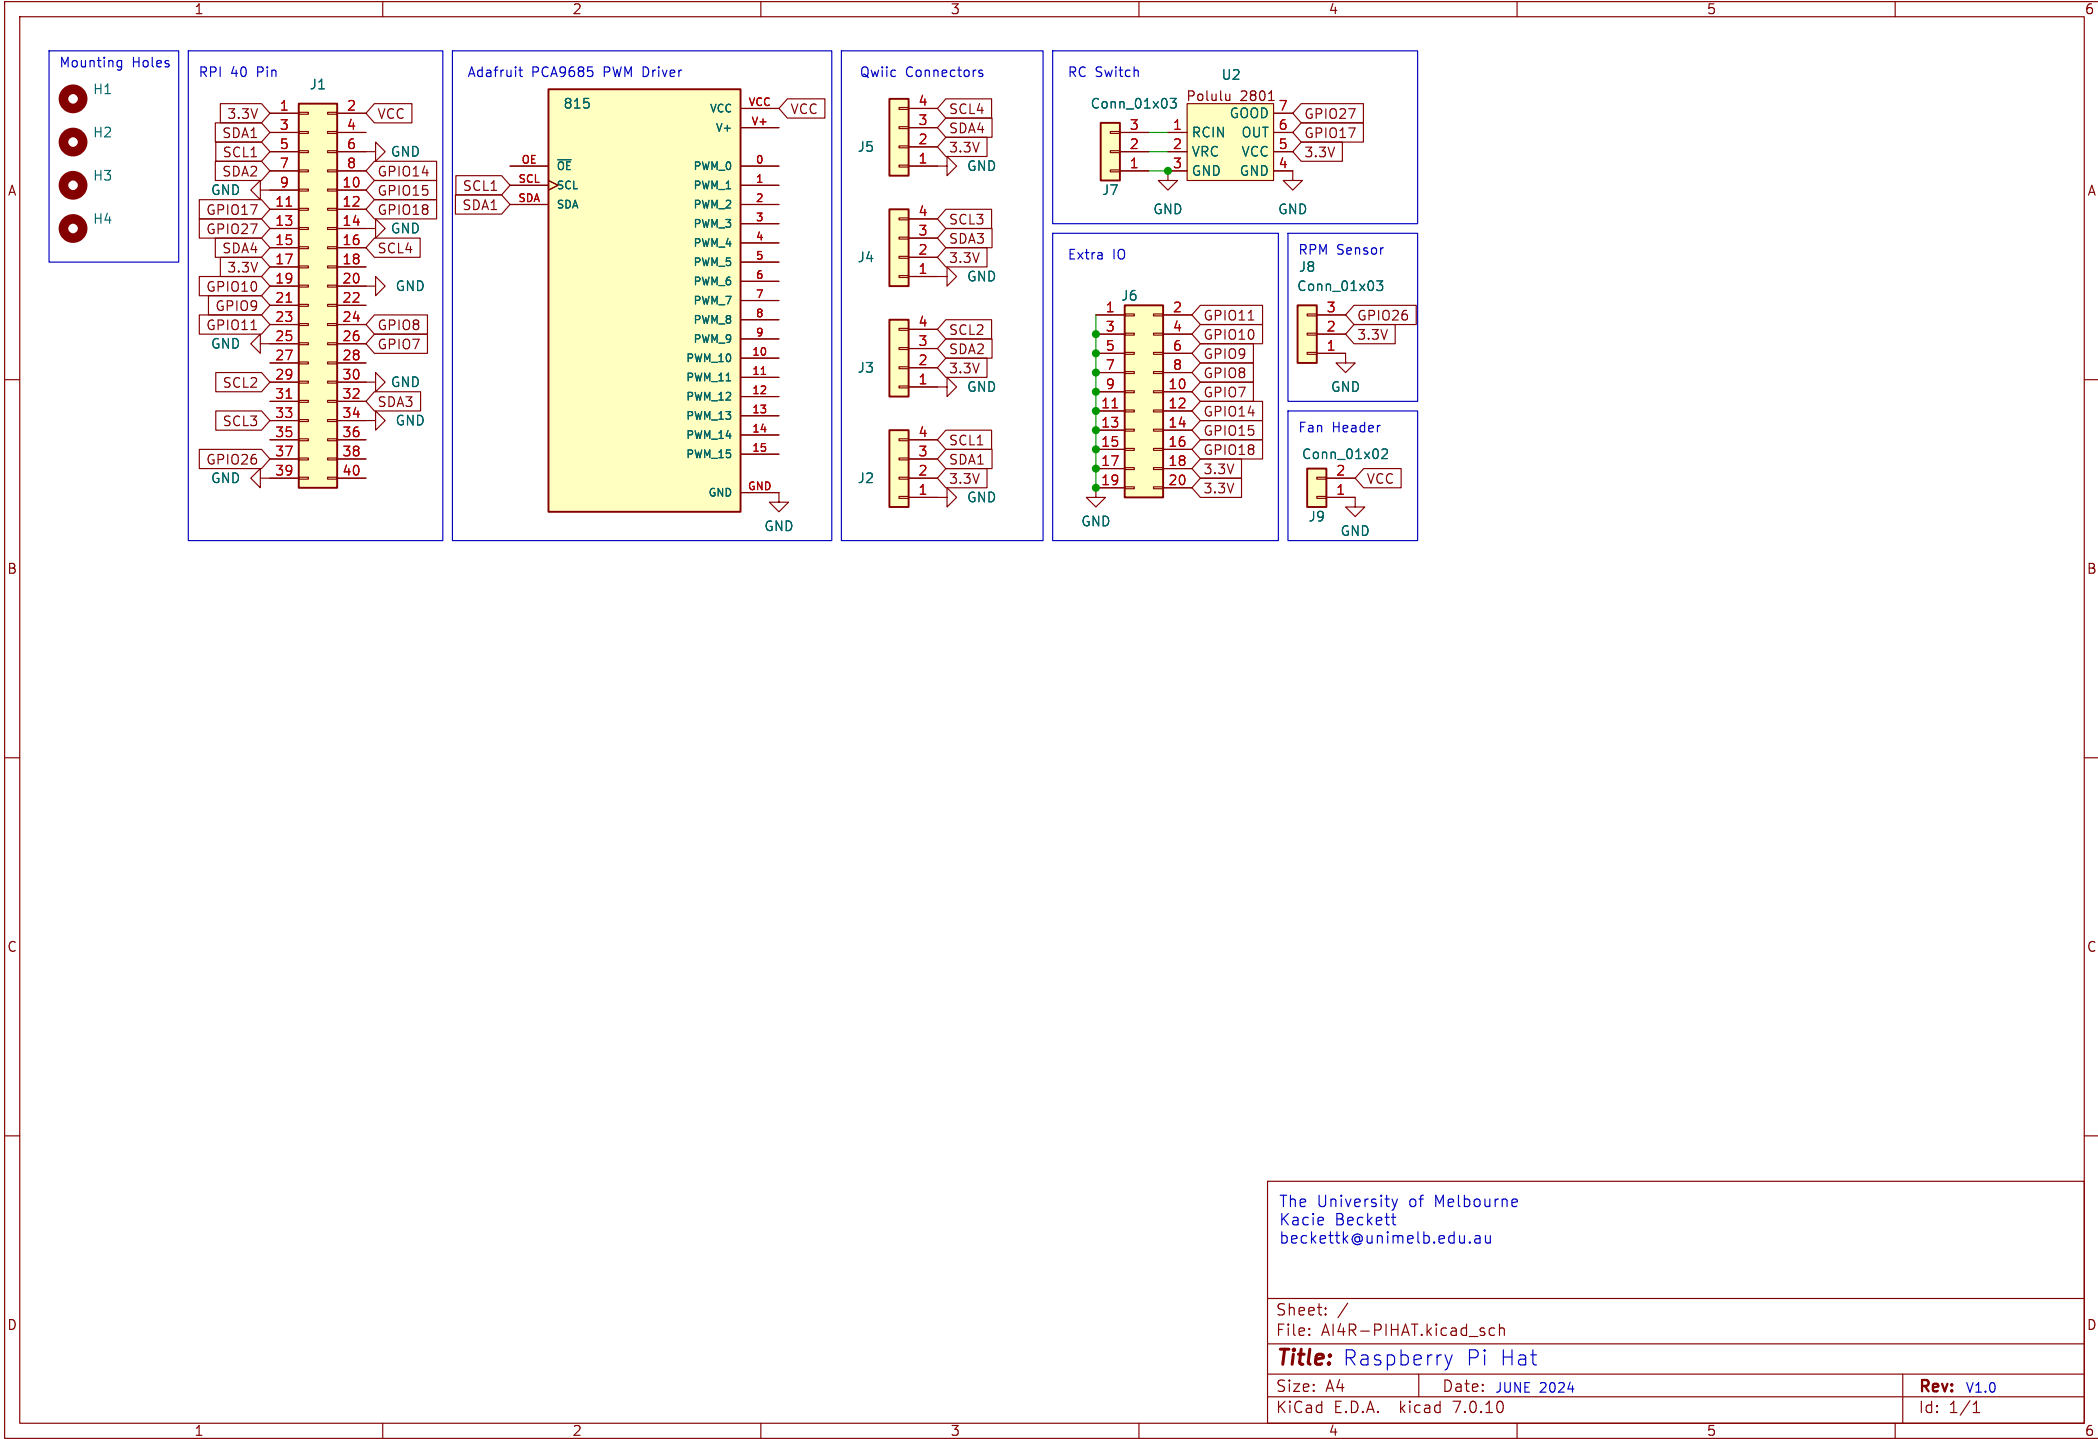 1 2 3 4 5 6
Mounting Holes
H1
H2
H3
H4
RPI 40 Pin
J1
3.3V 1 2 VCC
SDA1 3 4
SCL1 5 6 GND
SDA2 7 8 GPIO14
GND 9 10 GPIO15
GPIO17 11 12 GPIO18
GPIO27 13 14 GND
SDA4 15 16 SCL4
3.3V 17 18
GPIO10 19 20 GND
GPIO9 21 22
GPIO11 23 24 GPIO8
GND 25 26 GPIO7
27 28
SCL2 29 30 GND
31 32 SDA3
SCL3 33 34 GND
35 36
GPIO26 37 38
GND 39 40
Adafruit PCA9685 PWM Driver
815
VCC VCC VCC
V+ V+
OE OE PWM_0 0
SCL1 SCL SCL PWM_1 1
SDA1 SDA SDA PWM_2 2
PWM_3 3
PWM_4 4
PWM_5 5
PWM_6 6
PWM_7 7
PWM_8 8
PWM_9 9
PWM_10 10
PWM_11 11
PWM_12 12
PWM_13 13
PWM_14 14
PWM_15 15
GND GND
GND
Qwiic Connectors
4 SCL4
3 SDA4
J5 2 3.3V
1 GND
4 SCL3
3 SDA3
J4 2 3.3V
1 GND
4 SCL2
3 SDA2
J3 2 3.3V
1 GND
4 SCL1
3 SDA1
J2 2 3.3V
1 GND
RC Switch
U2
Polulu 2801
Conn_01x03
GOOD 7 GPIO27
3 1 RCIN OUT 6 GPIO17
2 2 VRC VCC 5 3.3V
1 3 GND GND 4
J7
GND GND
Extra IO
J6
1 2 GPIO11
3 4 GPIO10
5 6 GPIO9
7 8 GPIO8
9 10 GPIO7
11 12 GPIO14
13 14 GPIO15
15 16 GPIO18
17 18 3.3V
19 20 3.3V
GND
RPM Sensor
J8
Conn_01x03
3 GPIO26
2 3.3V
1
GND
Fan Header
Conn_01x02
2 VCC
1
J9
GND
A A
B B
C C
D D
The University of Melbourne
Kacie Beckett
beckettk@unimelb.edu.au
Sheet: /
File: AI4R-PIHAT.kicad_sch
Title: Raspberry Pi Hat
Size: A4 Date: JUNE 2024 Rev: V1.0
KiCad E.D.A. kicad 7.0.10 Id: 1/1
1 2 3 4 5 6